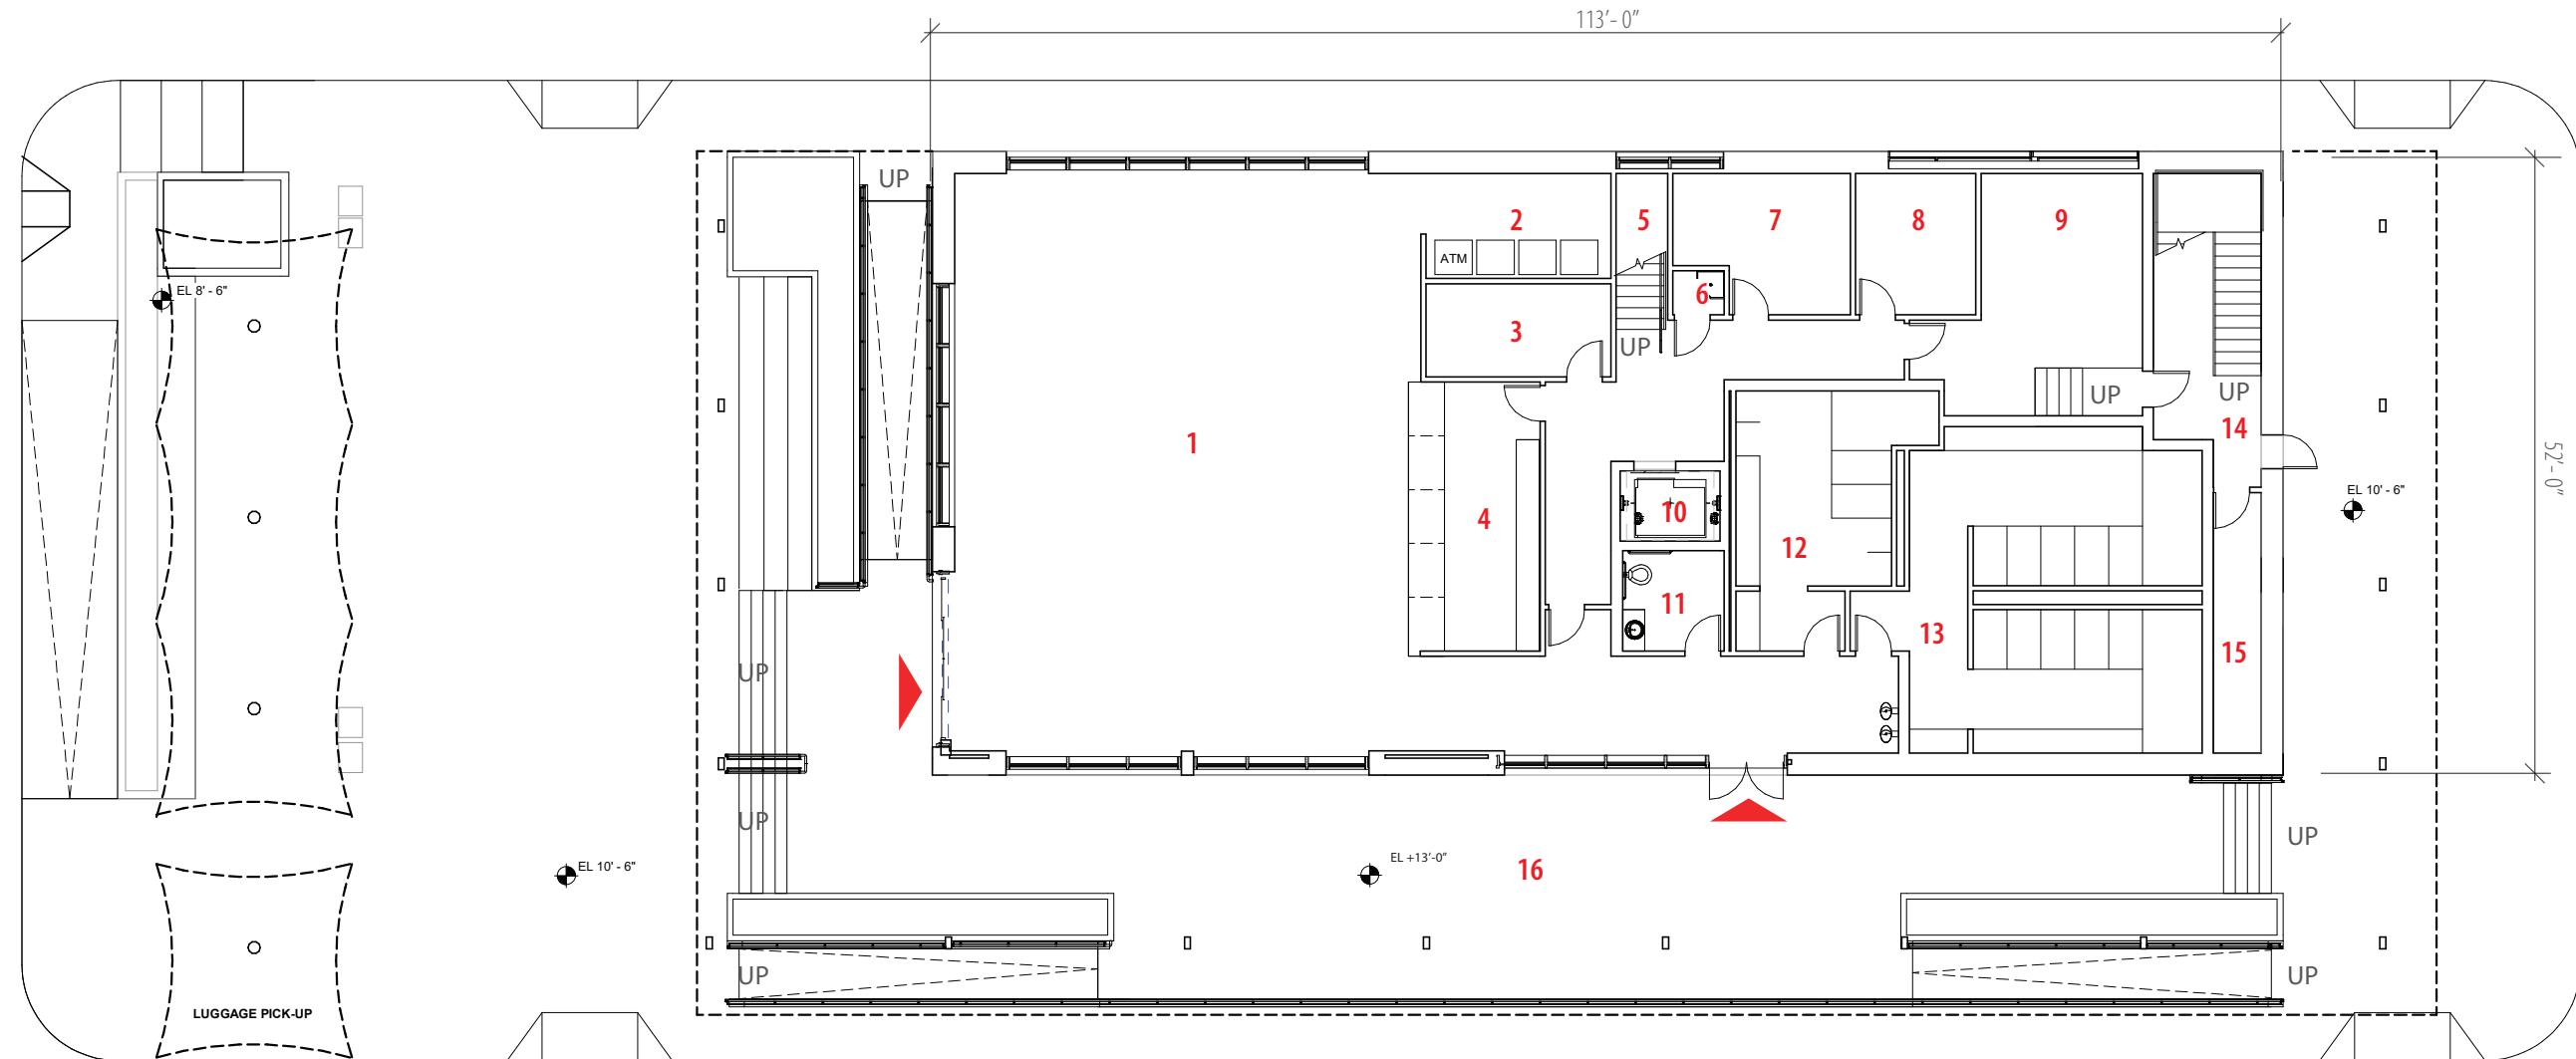 113'- 0"
UP
2
5
7
8
9
ATM
EL 8' - 6"
6
3
UP
UP
UP
14
1
52'- 0"
EL 10' - 6"
4
10
12
11
13
15
UP
UP
UP
EL 10' - 6"
EL +13'-0"
16
UP
UP
LUGGAGE PICK-UP